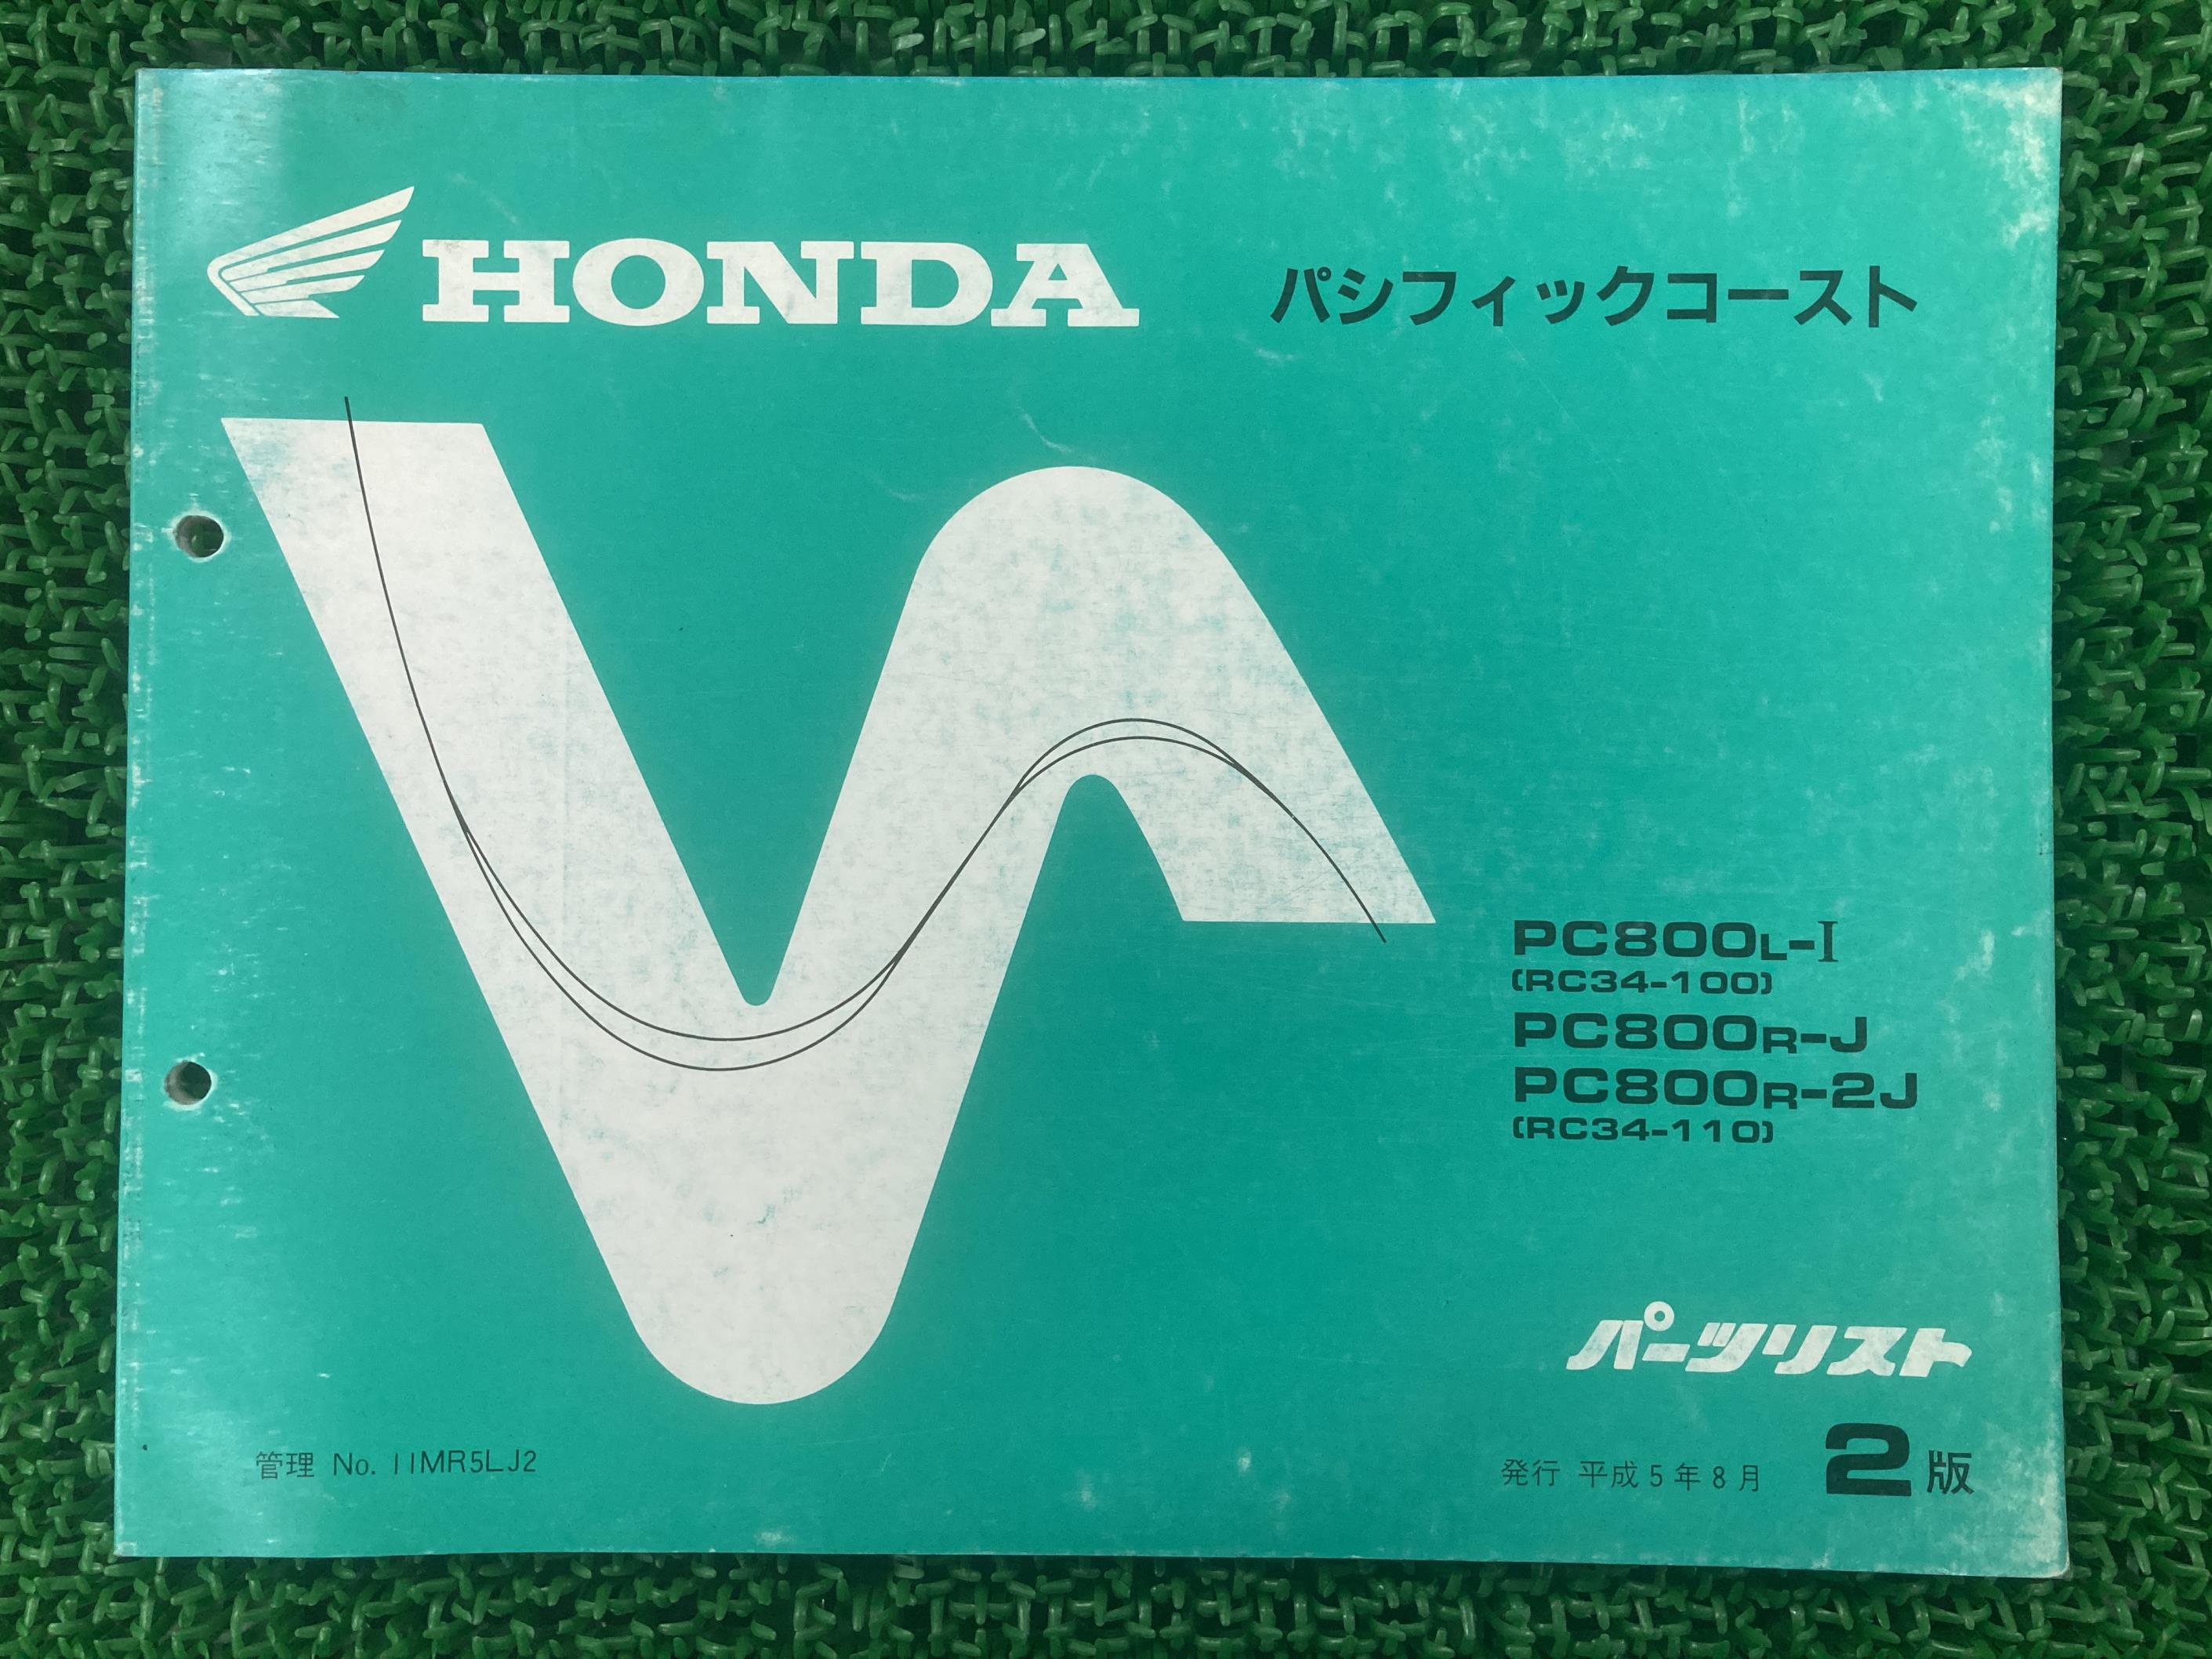 HONDA
パシフィックコースト
PC800L-I
(RC34-100)
PC800R-J
PC800R-2J
(RC34-110)
パーツリスト
管理 No. 11MR5LJ2
発行 平成5年8月 2版